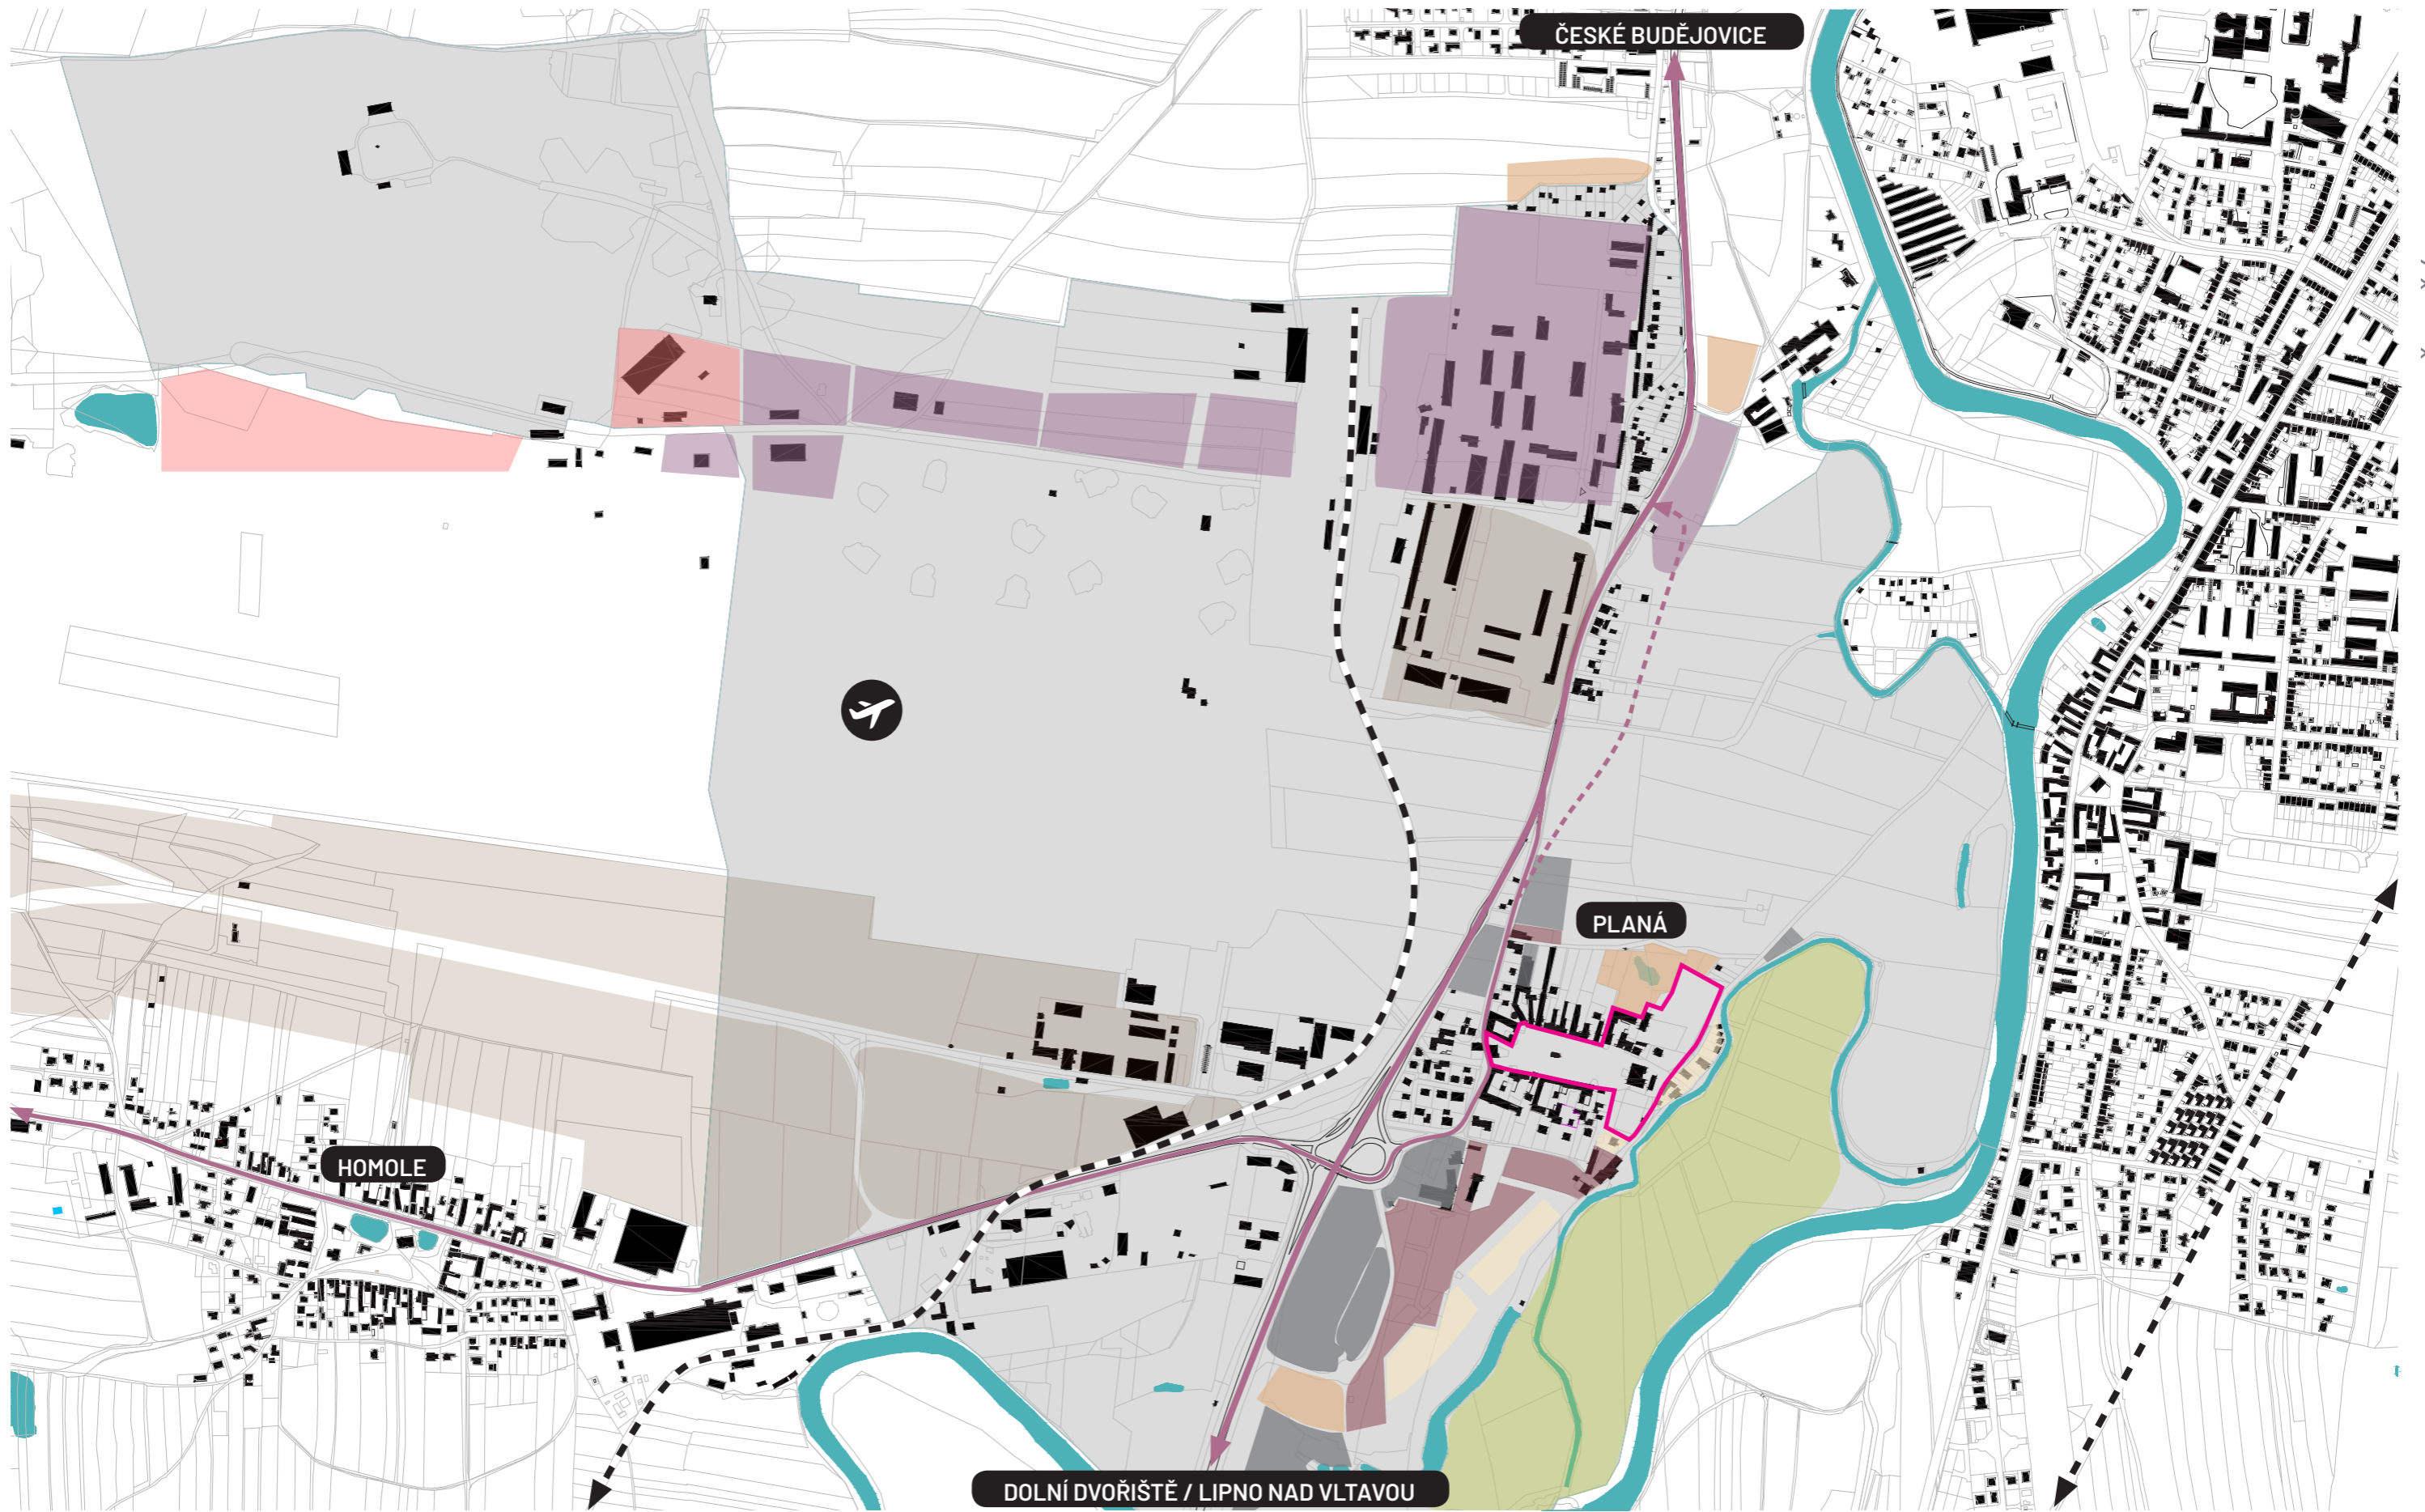 ČESKÉ BUDĚJOVICE
PLANÁ
HOMOLE
DOLNÍ DVOŘIŠTĚ / LIPNO NAD VLTAVOU